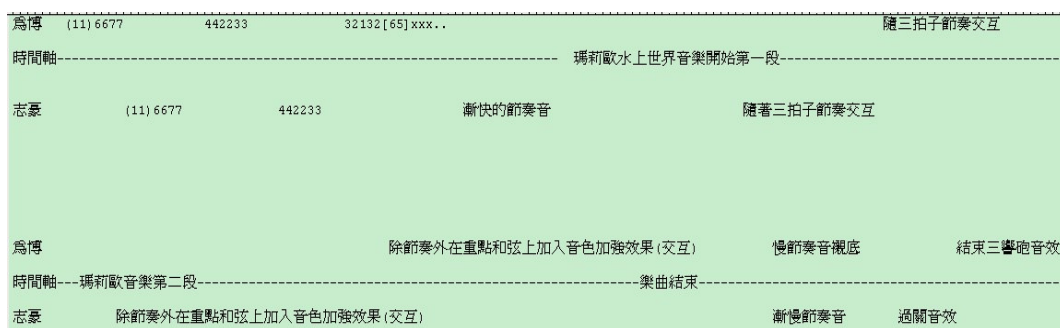 爲博 (11)6677 442233 32132[65]xxx.. 隨三拍子節奏交互
時間軸------------------------------------------------------------------- 瑪莉歐水上世界音樂開始第一段-------------------------------------
志豪 (11)6677 442233 漸快的節奏音 隨著三拍子節奏交互
爲博 除節奏外在重點和弦上加入音色加強效果(交互) 慢節奏音襯底 結束三響砲音效
時間軸---瑪莉歐音樂第二段----------------------------------------------------------樂曲結束------------------------------------------------
志豪 除節奏外在重點和弦上加入音色加強效果(交互) 漸慢節奏音 過關音效